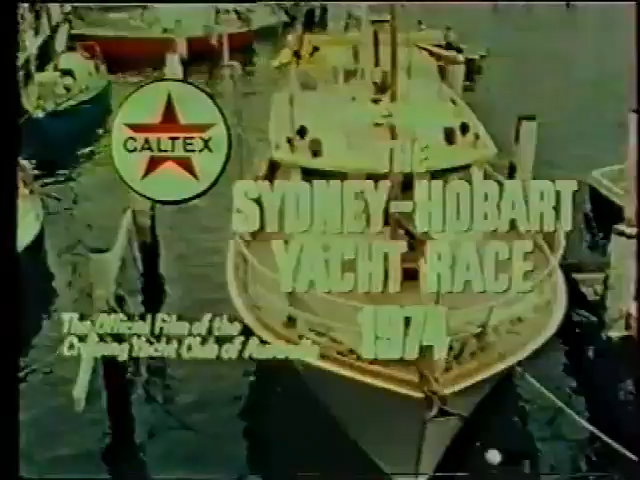 CALTEX
THE
SYDNEY-HOBART
YACHT RACE
1974
The Official Film of the
Cruising Yacht Club of Australia